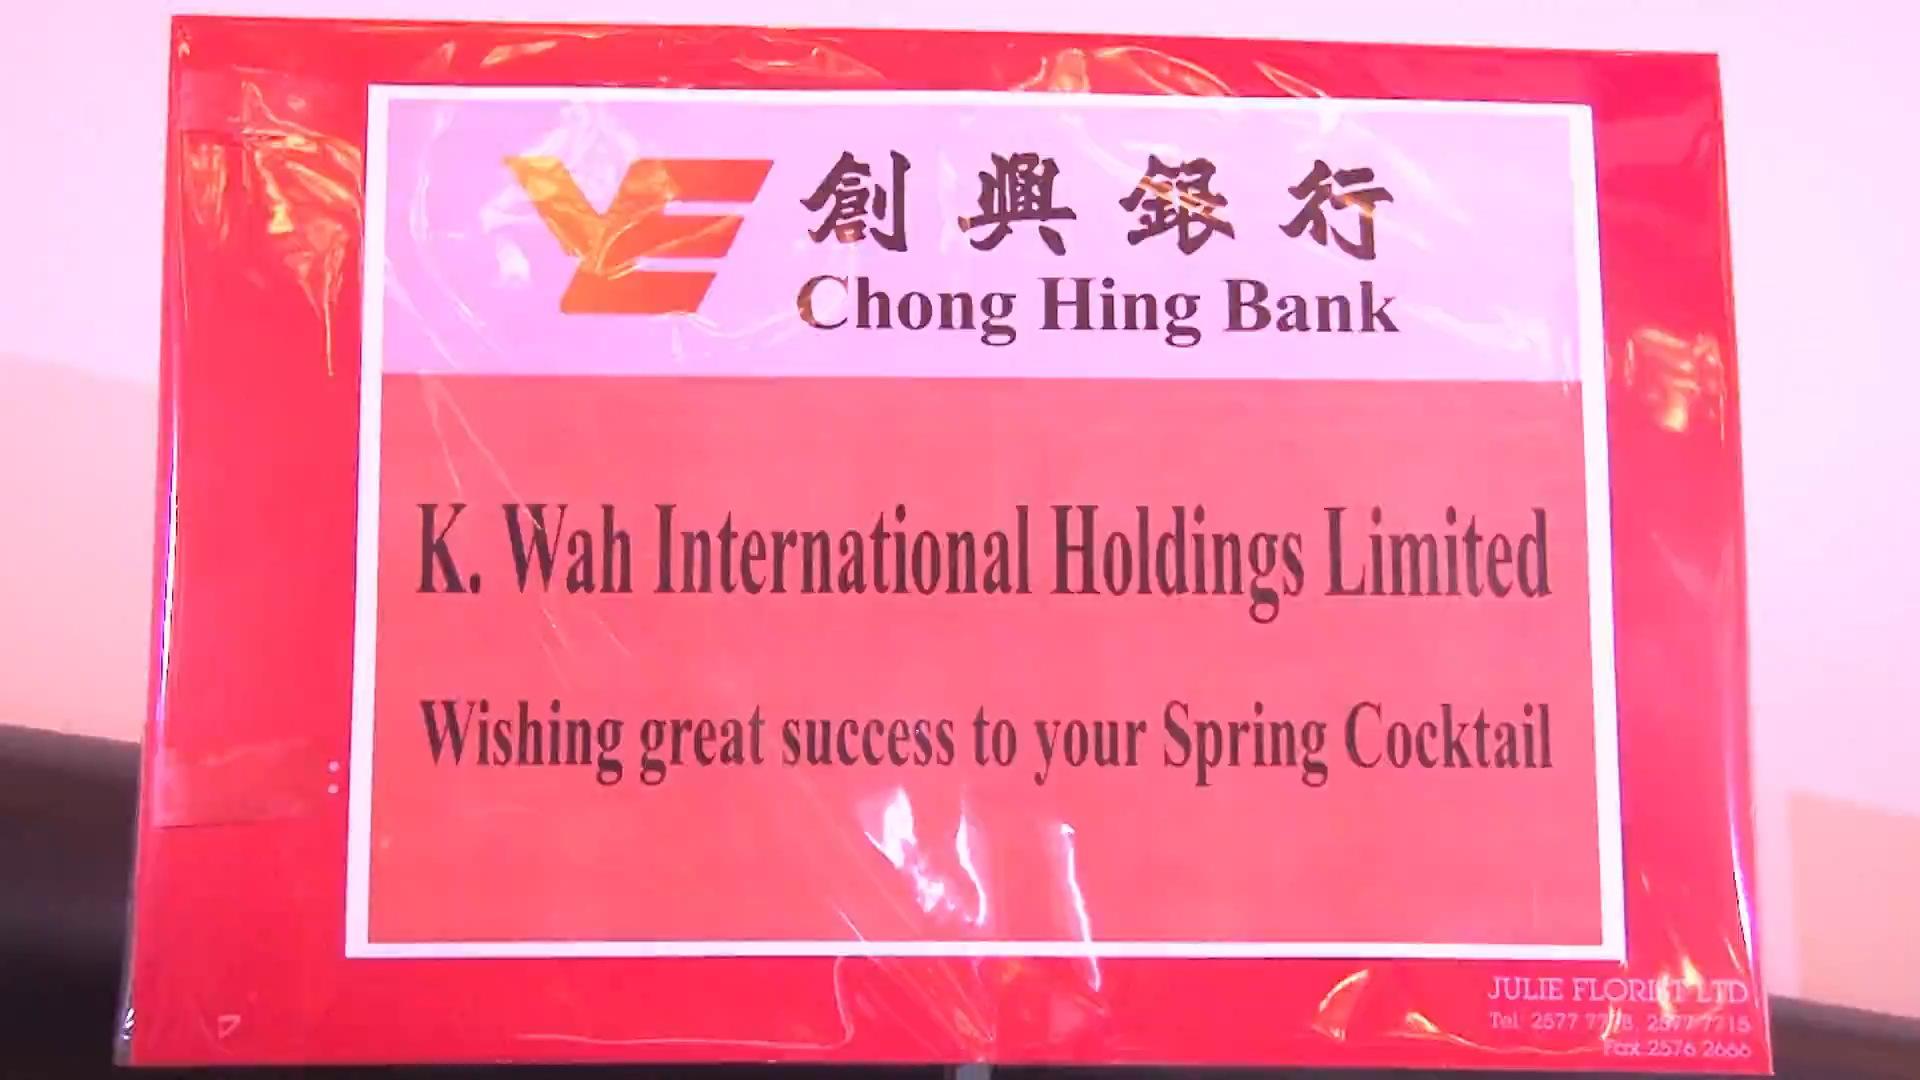 創興銀行
Chong Hing Bank
K. Wah International Holdings Limited
Wishing great success to your Spring Cocktail
JULIE FLORIST LTD
Tel: 2577 7778, 2577 7715
Fax: 2576 2666